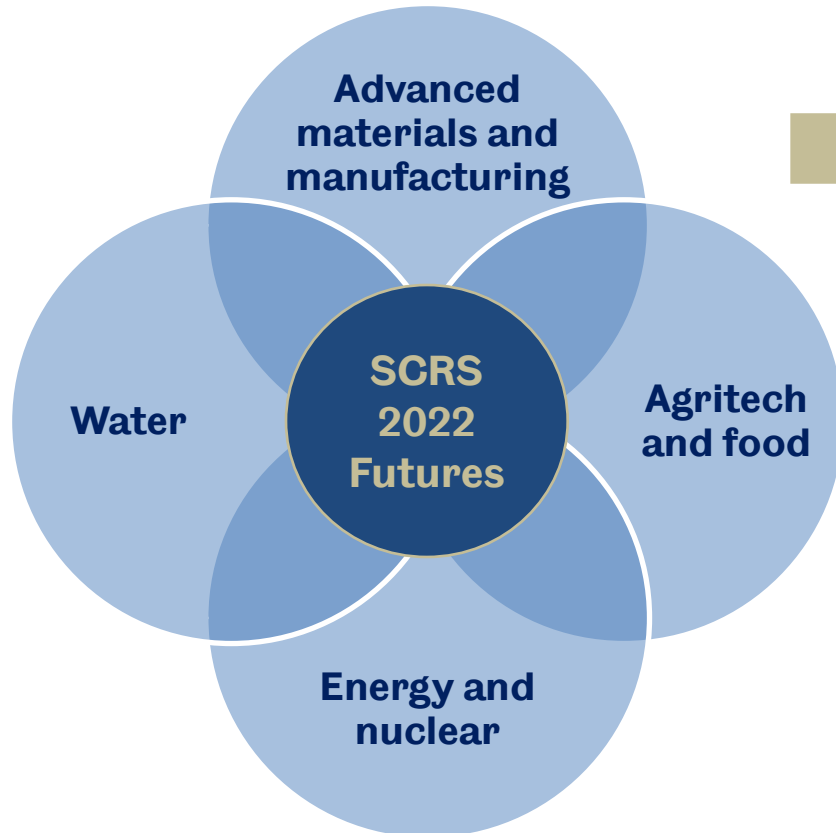 Advanced
materials and
manufacturing
Water
SCRS
2022
Futures
Agritech
and food
Energy and
nuclear